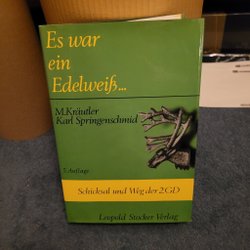 Es war
ein
Edelweiß...
M. Kräutler
Karl Springenschmid
Schicksal und Weg der 2.GD
Leopold Stocker Verlag